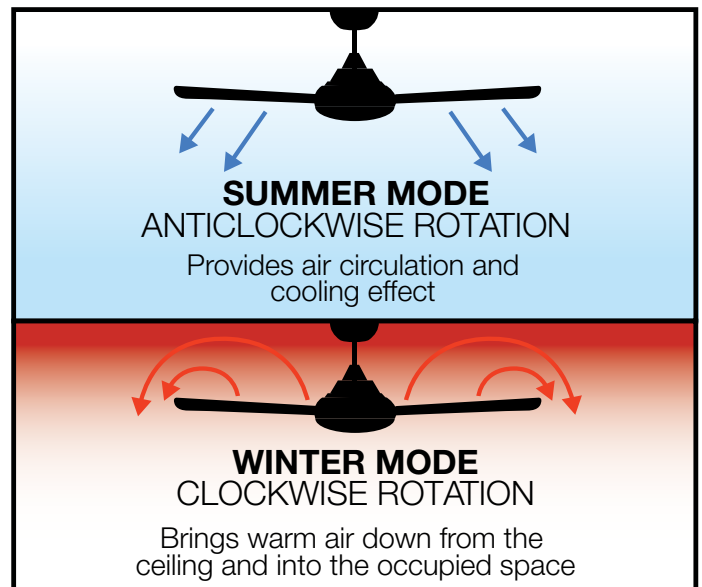 SUMMER MODE
ANTICLOCKWISE ROTATION
Provides air circulation and
cooling effect
WINTER MODE
CLOCKWISE ROTATION
Brings warm air down from the
ceiling and into the occupied space